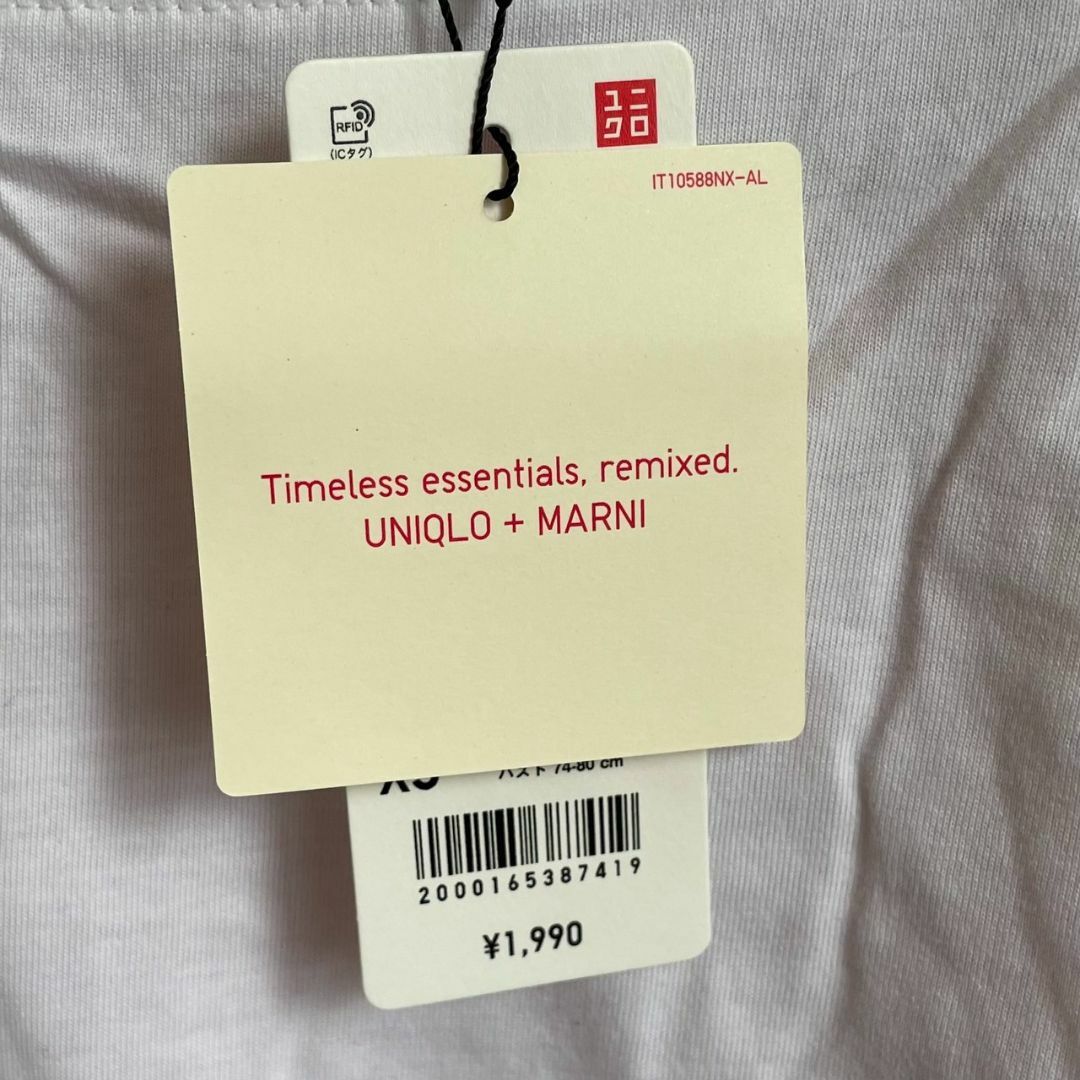 RFID
(ICタグ)
ユニ
クロ
IT10588NX-AL
Timeless essentials, remixed.
UNIQLO + MARNI
XS
バスト 74-80 cm
2000165387419
¥1,990